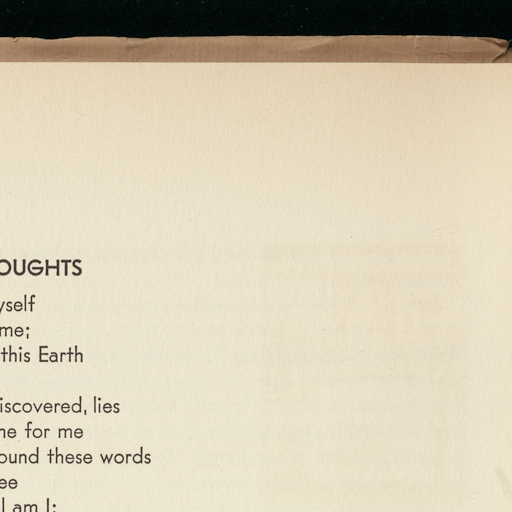 OUGHTS
yself
me;
this Earth
iscovered, lies
ne for me
ound these words
ee
I am I;